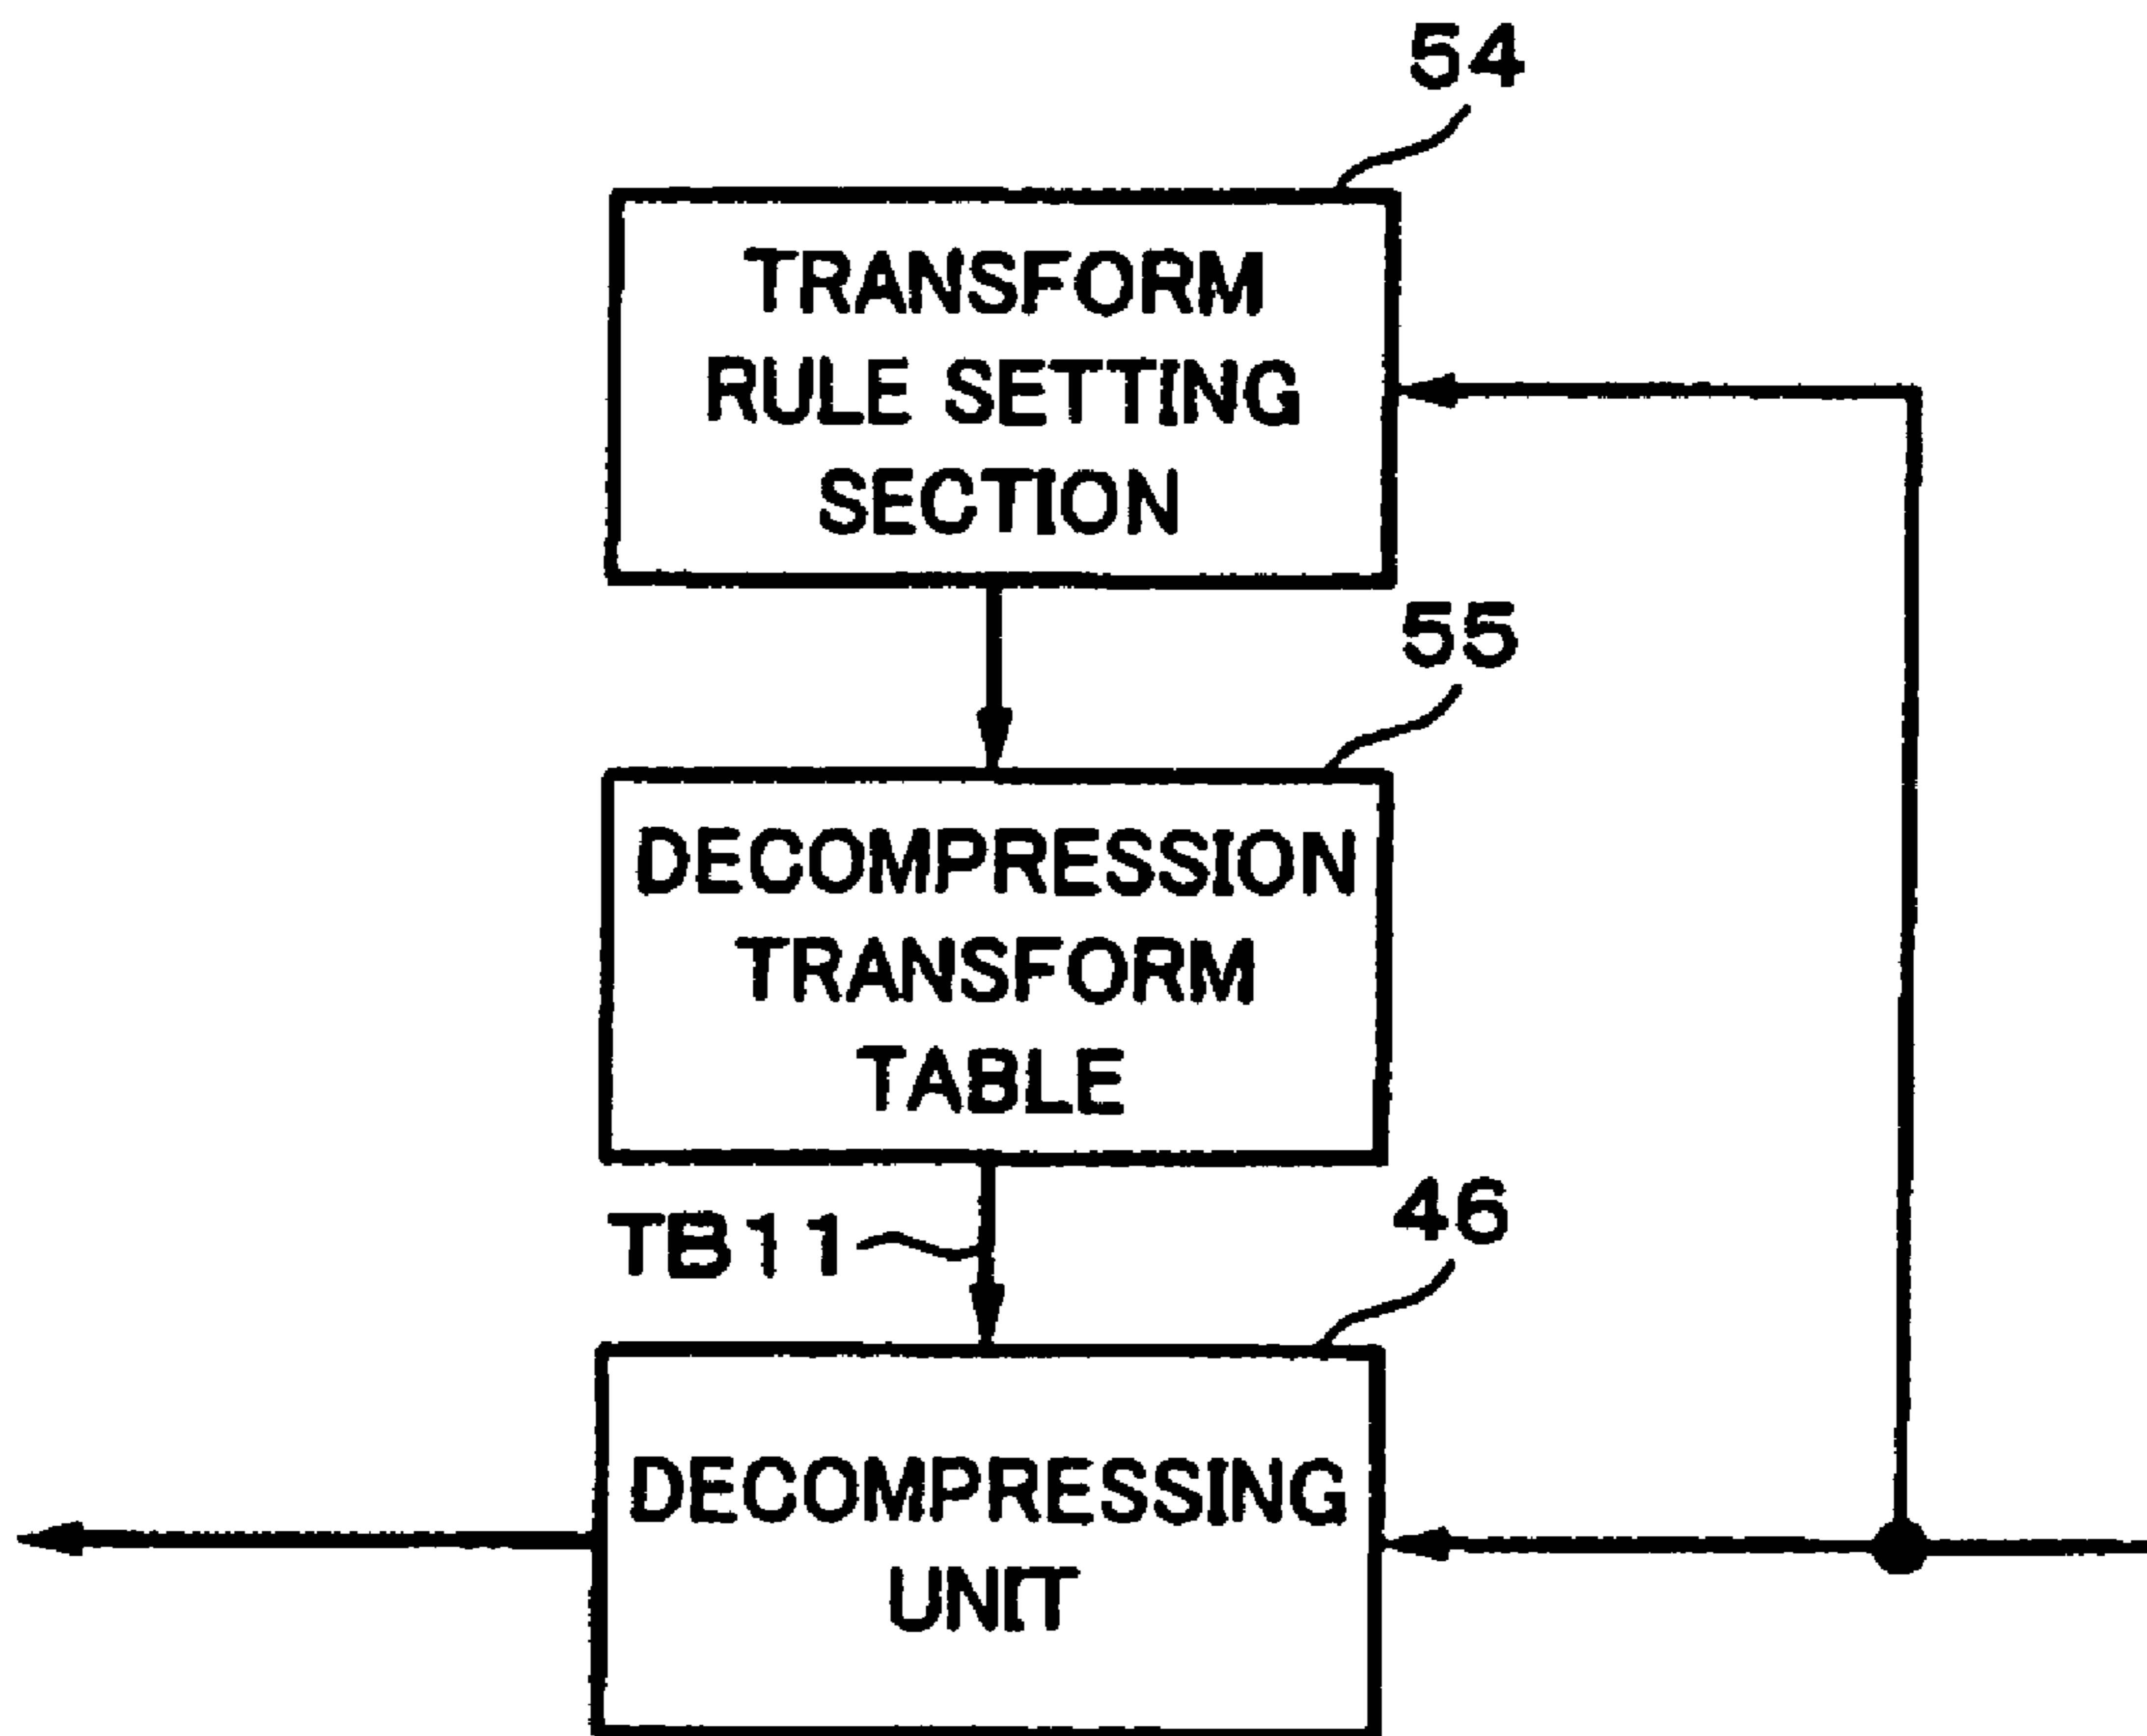 54
TRANSFORM
RULE SETTING
SECTION
55
DECOMPRESSION
TRANSFORM
TABLE
TB11
46
DECOMPRESSING
UNIT